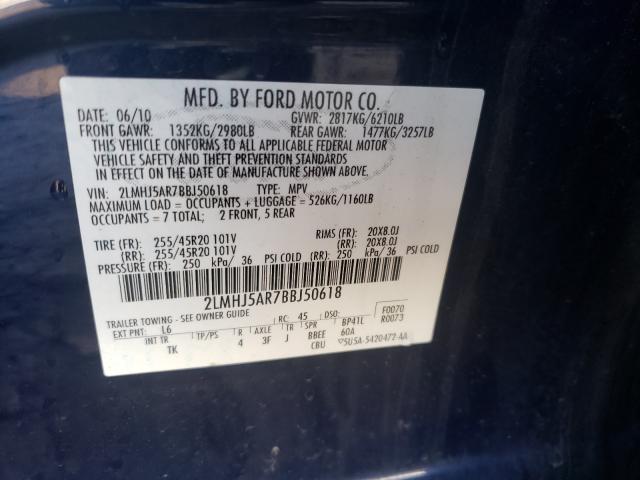 MFD. BY FORD MOTOR CO.
DATE: 06/10 GVWR: 2817KG/6210LB
FRONT GAWR: 1352KG/2980LB REAR GAWR: 1477KG/3257LB
THIS VEHICLE CONFORMS TO ALL APPLICABLE FEDERAL MOTOR
VEHICLE SAFETY AND THEFT PREVENTION STANDARDS
IN EFFECT ON THE DATE OF MANUFACTURE SHOWN ABOVE.
VIN: 2LMHJ5AR7BBJ50618 TYPE: MPV
MAXIMUM LOAD = OCCUPANTS + LUGGAGE = 526KG/1160LB
OCCUPANTS = 7 TOTAL; 2 FRONT, 5 REAR
TIRE (FR): 255/45R20 101V RIMS (FR): 20X8.0J
(RR): 255/45R20 101V (RR): 20X8.0J
PRESSURE (FR): 250 kPa/ 36 PSI COLD (RR): 250 kPa/ 36 PSI COLD
2LMHJ5AR7BBJ50618
TRAILER TOWING - SEE OWNER GUIDE
EXT PNT: L6 RC: 45 DSO: F0070
INT TR TP/PS R AXLE TR SPR BP41L R0073
TK 4 3F J BBEE 60A
CBU 5U5A-5420472-AA